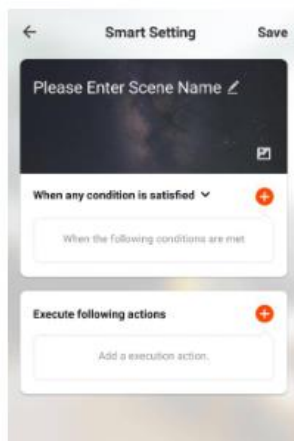 Smart Setting
Save
Please Enter Scene Name
When any condition is satisfied
When the following conditions are met
Execute following actions
Add a execution action.